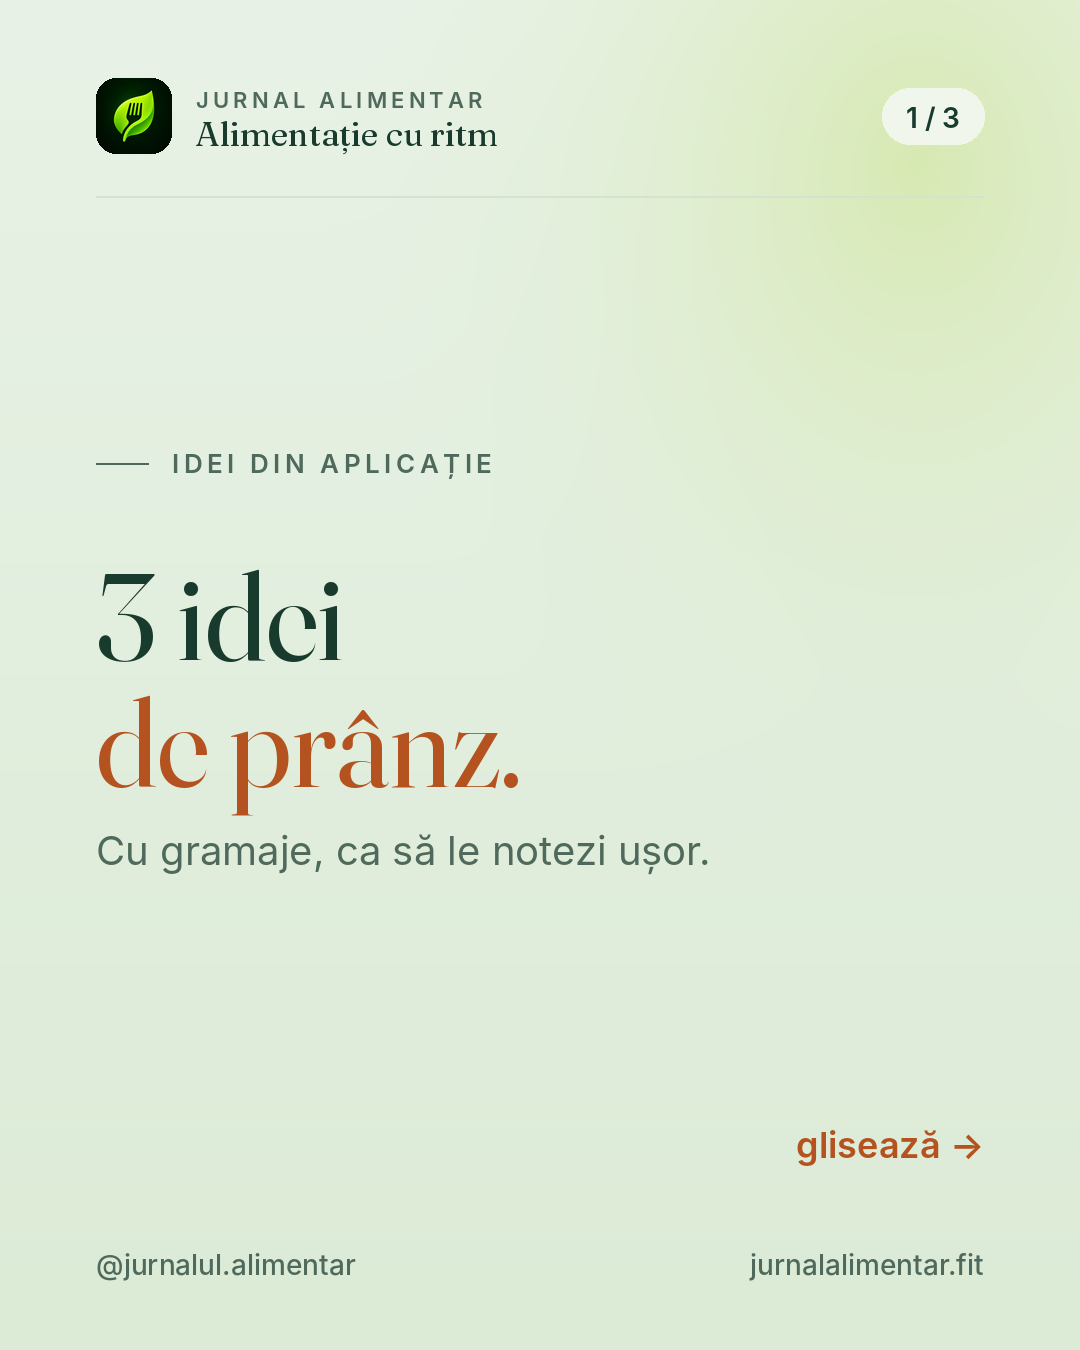 JURNAL ALIMENTAR
Alimentație cu ritm
1 / 3
IDEI DIN APLICAȚIE
3 idei
de prânz.
Cu gramaje, ca să le notezi ușor.
glisează →
@jurnalul.alimentar
jurnalalimentar.fit